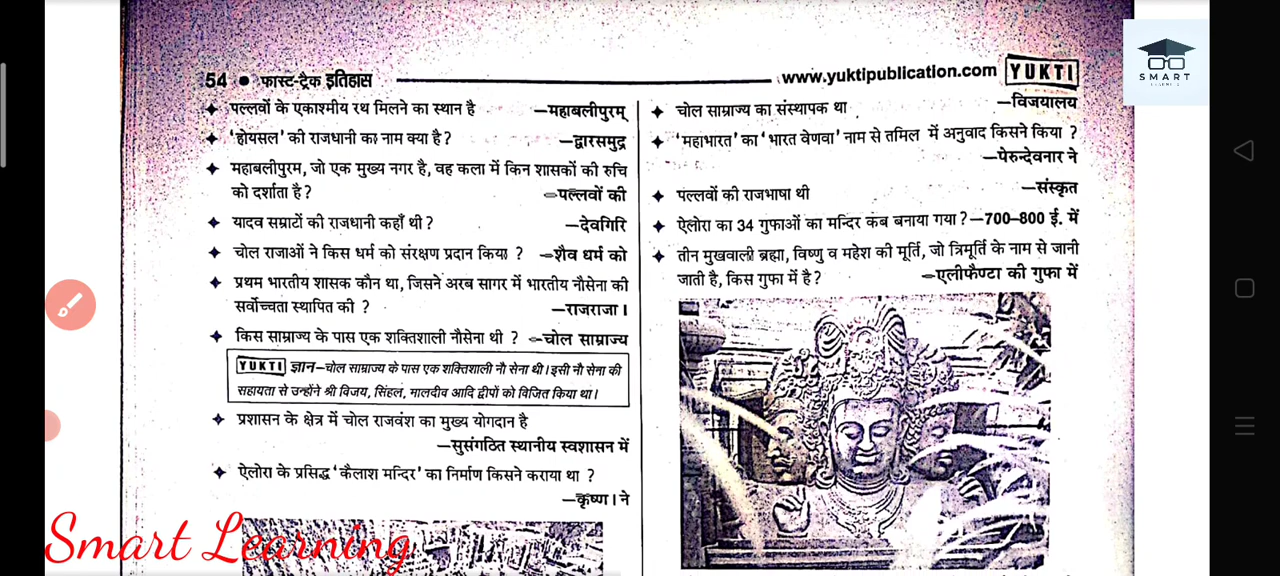 54 ● फास्ट-ट्रेक इतिहास
www.yuktipublication.com YUKTI
SMART
✦ पल्लवों के एकाश्मीय रथ मिलने का स्थान है —महाबलीपुरम्
✦ 'होयसल' की राजधानी का नाम क्या है? —द्वारसमुद्र
✦ महाबलीपुरम, जो एक मुख्य नगर है, वह कला में किन शासकों की रुचि
को दर्शाता है? —पल्लवों की
✦ यादव सम्राटों की राजधानी कहाँ थी? —देवगिरि
✦ चोल राजाओं ने किस धर्म को संरक्षण प्रदान किया ? —शैव धर्म को
✦ प्रथम भारतीय शासक कौन था, जिसने अरब सागर में भारतीय नौसेना की
सर्वोच्चता स्थापित की ? —राजराजा I
✦ किस साम्राज्य के पास एक शक्तिशाली नौसेना थी ? —चोल साम्राज्य
YUKTI ज्ञान–चोल साम्राज्य के पास एक शक्तिशाली नौ सेना थी। इसी नौ सेना की
सहायता से उन्होंने श्री विजय, सिंहल, मालदीव आदि द्वीपों को विजित किया था।
✦ प्रशासन के क्षेत्र में चोल राजवंश का मुख्य योगदान है
—सुसंगठित स्थानीय स्वशासन में
✦ ऐलोरा के प्रसिद्ध 'कैलाश मन्दिर' का निर्माण किसने कराया था ?
—कृष्ण I ने
✦ चोल साम्राज्य का संस्थापक था —विजयालय
✦ 'महाभारत' का 'भारत वेणवा' नाम से तमिल में अनुवाद किसने किया ?
—पेरुन्देवनार ने
✦ पल्लवों की राजभाषा थी —संस्कृत
✦ ऐलोरा का 34 गुफाओं का मन्दिर कब बनाया गया? —700–800 ई. में
✦ तीन मुखवाली ब्रह्मा, विष्णु व महेश की मूर्ति, जो त्रिमूर्ति के नाम से जानी
जाती है, किस गुफा में है? —एलीफैण्टा की गुफा में
Smart Learning